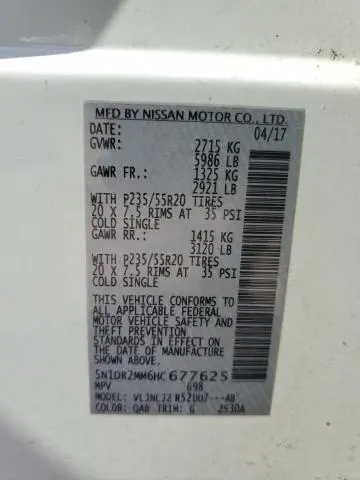 MFD BY NISSAN MOTOR CO., LTD.
DATE: 04/17
GVWR: 2715 KG
5986 LB
GAWR FR.: 1325 KG
2921 LB
WITH P235/55R20 TIRES
20 X 7.5 RIMS AT 35 PSI
COLD SINGLE
GAWR RR.: 1415 KG
3120 LB
WITH P235/55R20 TIRES
20 X 7.5 RIMS AT 35 PSI
COLD SINGLE
THIS VEHICLE CONFORMS TO
ALL APPLICABLE FEDERAL
MOTOR VEHICLE SAFETY AND
THEFT PREVENTION
STANDARDS IN EFFECT ON
THE DATE OF MANUFACTURE
SHOWN ABOVE
5N1DR2MM6HC677625
MPV 698
MODEL:
COLOR: QAB TRIM: G 2530A